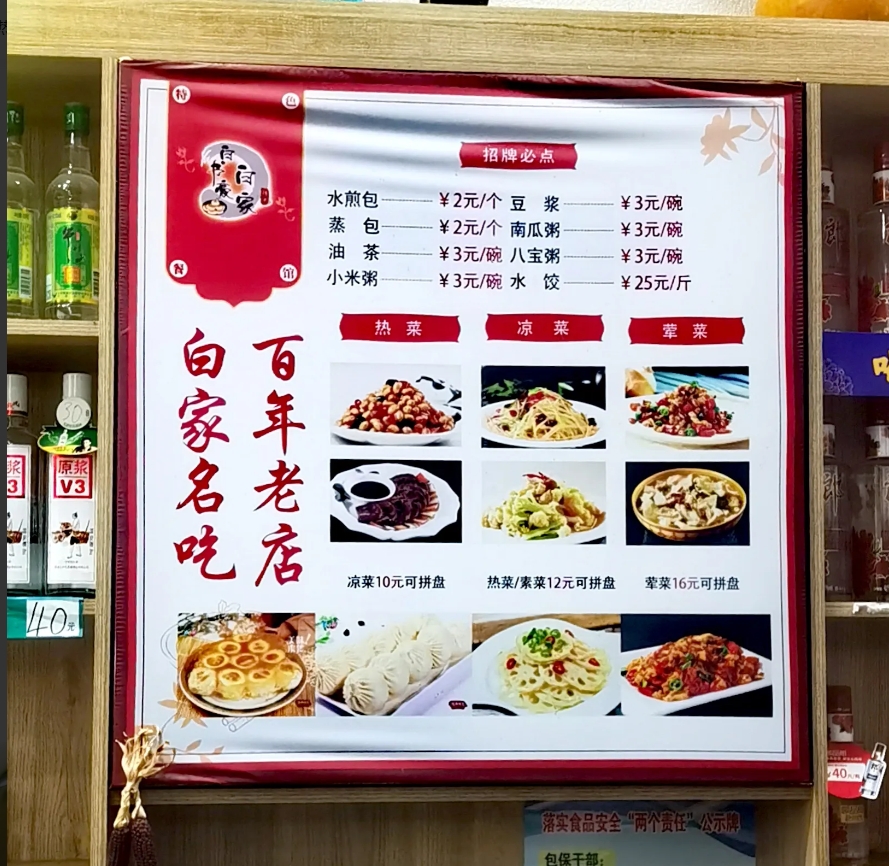 特
色
白家
餐
馆
招牌必点
水煎包 ¥2元/个 豆 浆 ¥3元/碗
蒸 包 ¥2元/个 南瓜粥 ¥3元/碗
油 茶 ¥3元/碗 八宝粥 ¥3元/碗
小米粥 ¥3元/碗 水 饺 ¥25元/斤
热 菜
凉 菜
荤 菜
百年老店
白家名吃
凉菜10元可拼盘
热菜/素菜12元可拼盘
荤菜16元可拼盘
原浆
V3
50
40元
¥40元/瓶
落实食品安全“两个责任”公示牌
包保干部：